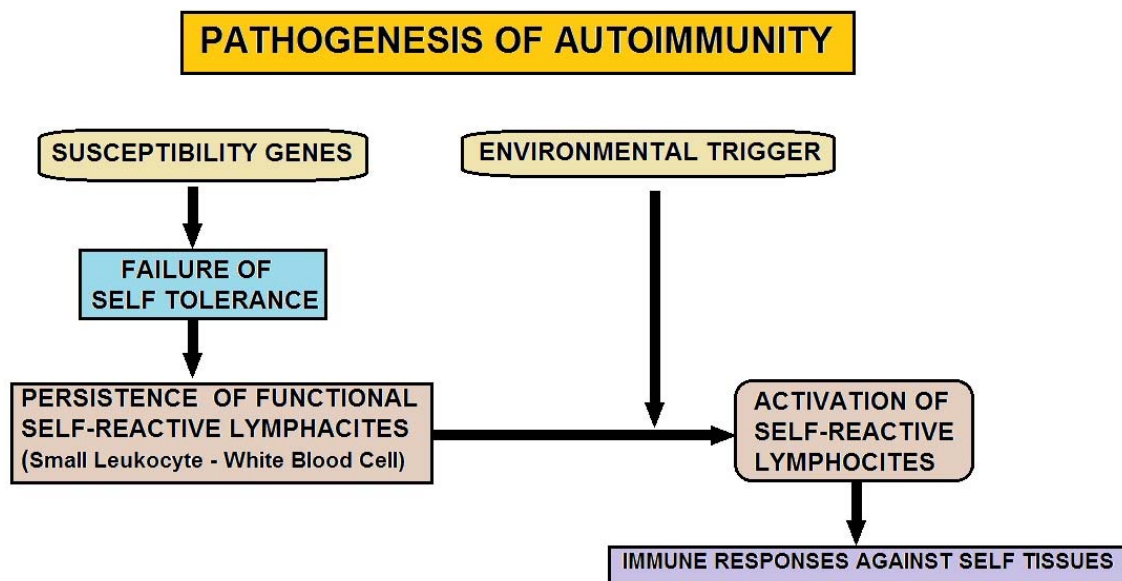 PATHOGENESIS OF AUTOIMMUNITY
SUSCEPTIBILITY GENES
ENVIRONMENTAL TRIGGER
FAILURE OF
SELF TOLERANCE
PERSISTENCE OF FUNCTIONAL
SELF-REACTIVE LYMPHACITES
(Small Leukocyte - White Blood Cell)
ACTIVATION OF
SELF-REACTIVE
LYMPHOCITES
IMMUNE RESPONSES AGAINST SELF TISSUES